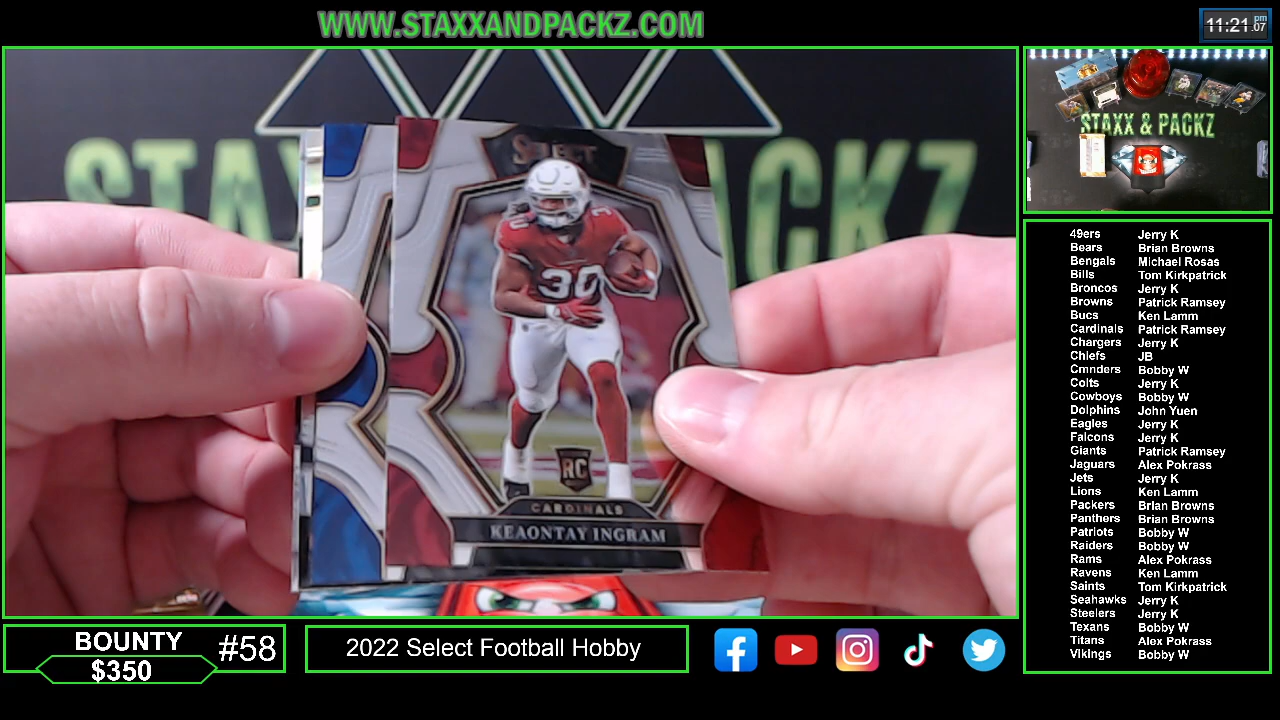 WWW.STAXXANDPACKZ.COM
11:21 pm .07
STAXX & PACKZ
STAXX PACKZ
SELECT
30
30
RC
CARDINALS
KEAONTAY INGRAM
49ers Jerry K
Bears Brian Browns
Bengals Michael Rosas
Bills Tom Kirkpatrick
Broncos Jerry K
Browns Patrick Ramsey
Bucs Ken Lamm
Cardinals Patrick Ramsey
Chargers Jerry K
Chiefs JB
Cmnders Bobby W
Colts Jerry K
Cowboys Bobby W
Dolphins John Yuen
Eagles Jerry K
Falcons Jerry K
Giants Patrick Ramsey
Jaguars Alex Pokrass
Jets Jerry K
Lions Ken Lamm
Packers Brian Browns
Panthers Brian Browns
Patriots Bobby W
Raiders Bobby W
Rams Alex Pokrass
Ravens Ken Lamm
Saints Tom Kirkpatrick
Seahawks Jerry K
Steelers Jerry K
Texans Bobby W
Titans Alex Pokrass
Vikings Bobby W
BOUNTY
$350
#58
2022 Select Football Hobby